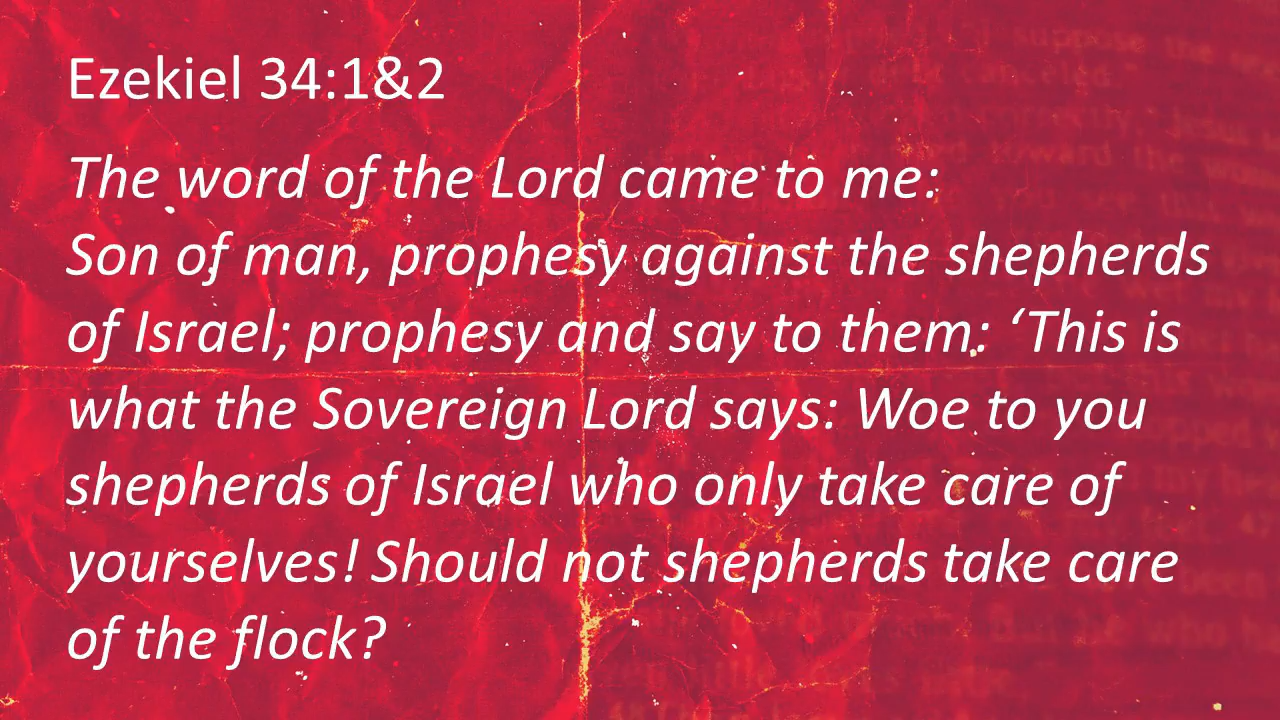 Ezekiel 34:1&2
The word of the Lord came to me:
Son of man, prophesy against the shepherds
of Israel; prophesy and say to them: ‘This is
what the Sovereign Lord says: Woe to you
shepherds of Israel who only take care of
yourselves! Should not shepherds take care
of the flock?